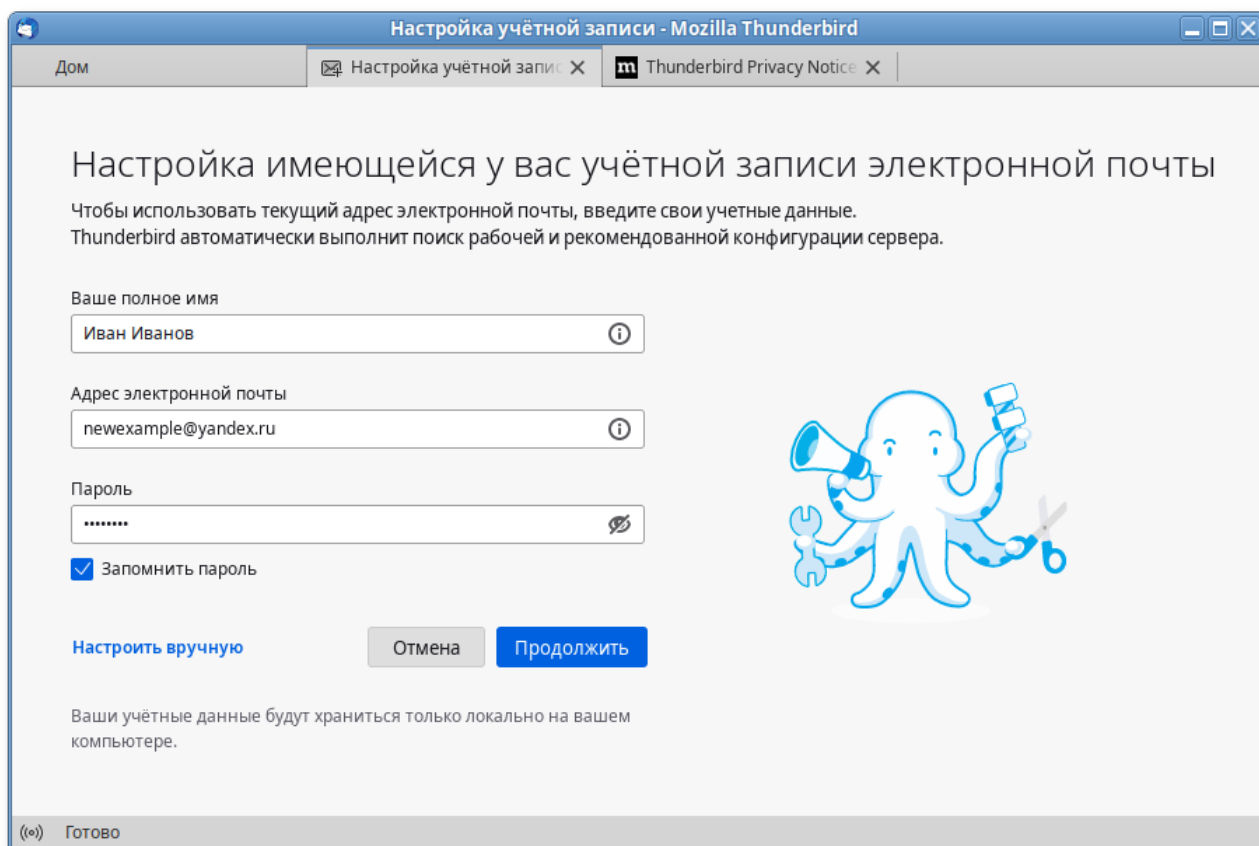 Настройка учётной записи - Mozilla Thunderbird
Дом
Настройка учётной запис
m Thunderbird Privacy Notice
Настройка имеющейся у вас учётной записи электронной почты
Чтобы использовать текущий адрес электронной почты, введите свои учетные данные.
Thunderbird автоматически выполнит поиск рабочей и рекомендованной конфигурации сервера.
Ваше полное имя
Иван Иванов
Адрес электронной почты
newexample@yandex.ru
Пароль
••••••••
Запомнить пароль
Настроить вручную
Отмена
Продолжить
Ваши учётные данные будут храниться только локально на вашем
компьютере.
Готово